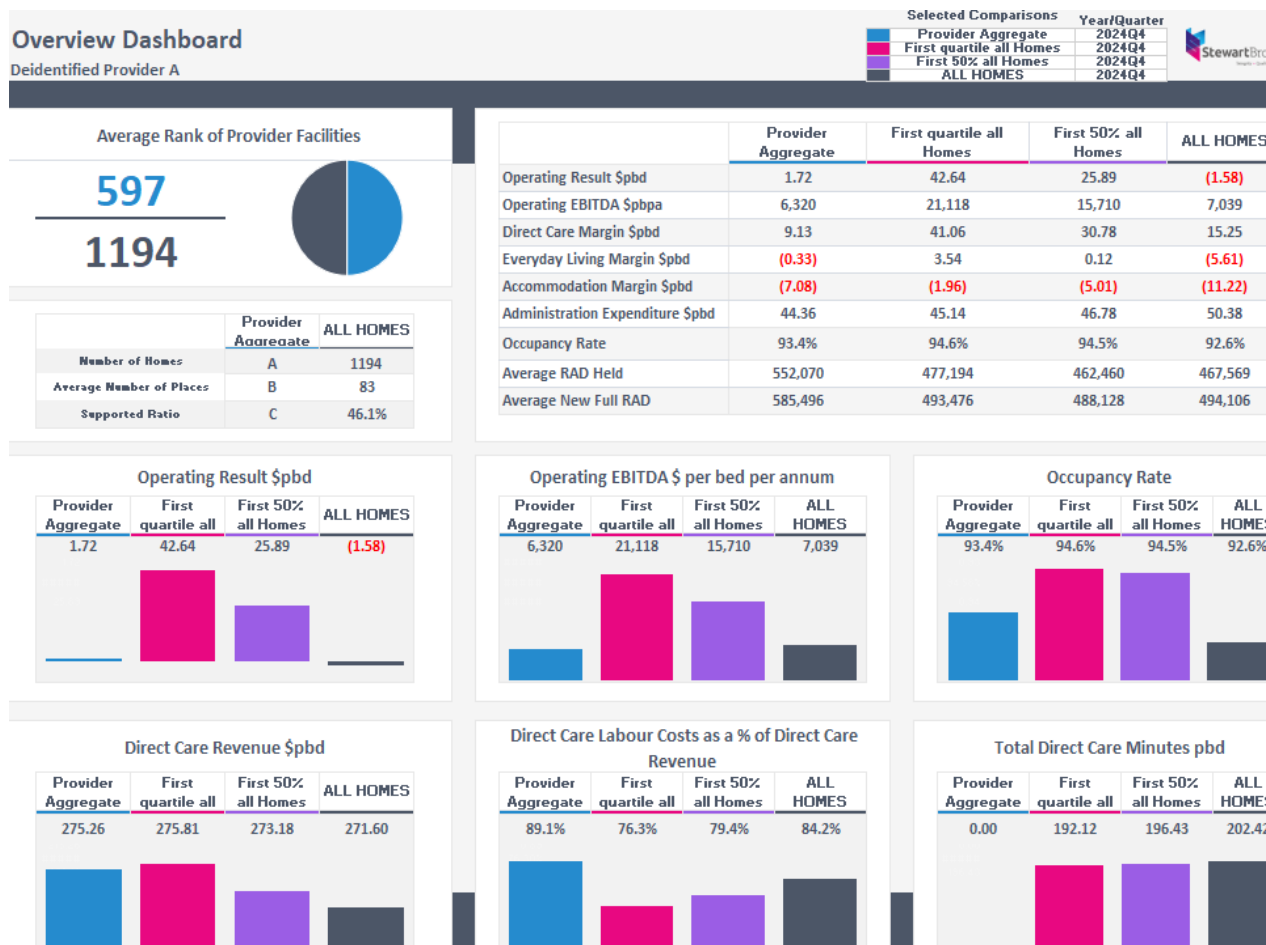 Overview Dashboard
Deidentified Provider A
Selected Comparisons Year/Quarter
Provider Aggregate 2024Q4
First quartile all Homes 2024Q4
First 50% all Homes 2024Q4
ALL HOMES 2024Q4
StewartBro
Average Rank of Provider Facilities
597
1194
Provider Aggregate ALL HOMES
Number of Homes A 1194
Average Number of Places B 83
Supported Ratio C 46.1%
Provider Aggregate First quartile all Homes First 50% all Homes ALL HOMES
Operating Result $pbd 1.72 42.64 25.89 (1.58)
Operating EBITDA $pbpa 6,320 21,118 15,710 7,039
Direct Care Margin $pbd 9.13 41.06 30.78 15.25
Everyday Living Margin $pbd (0.33) 3.54 0.12 (5.61)
Accommodation Margin $pbd (7.08) (1.96) (5.01) (11.22)
Administration Expenditure $pbd 44.36 45.14 46.78 50.38
Occupancy Rate 93.4% 94.6% 94.5% 92.6%
Average RAD Held 552,070 477,194 462,460 467,569
Average New Full RAD 585,496 493,476 488,128 494,106
Operating Result $pbd
Provider Aggregate First quartile all First 50% all Homes ALL HOMES
1.72 42.64 25.89 (1.58)
Operating EBITDA $ per bed per annum
Provider Aggregate First quartile all First 50% all Homes ALL HOMES
6,320 21,118 15,710 7,039
Occupancy Rate
Provider Aggregate First quartile all First 50% all Homes ALL HOMES
93.4% 94.6% 94.5% 92.6%
Direct Care Revenue $pbd
Provider Aggregate First quartile all First 50% all Homes ALL HOMES
275.26 275.81 273.18 271.60
Direct Care Labour Costs as a % of Direct Care
Revenue
Provider Aggregate First quartile all First 50% all Homes ALL HOMES
89.1% 76.3% 79.4% 84.2%
Total Direct Care Minutes pbd
Provider Aggregate First quartile all First 50% all Homes ALL HOMES
0.00 192.12 196.43 202.42